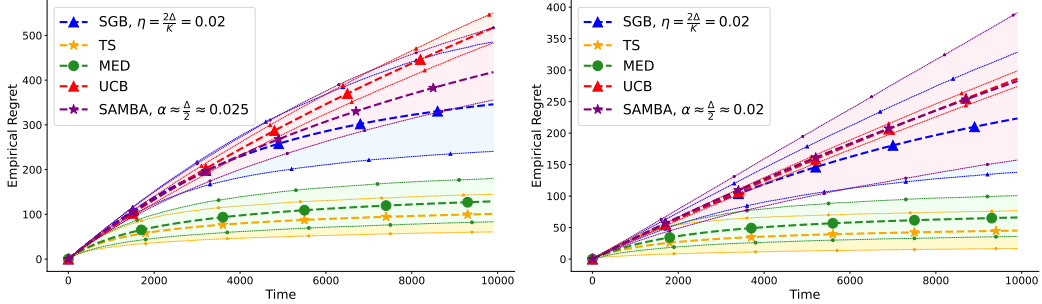 SGB, η = 2Δ/K = 0.02
TS
MED
UCB
SAMBA, α ≈ Δ/2 ≈ 0.025
Empirical Regret
0
100
200
300
400
500
0
2000
4000
6000
8000
10000
Time
SGB, η = 2Δ/K = 0.02
TS
MED
UCB
SAMBA, α ≈ Δ/2 ≈ 0.02
Empirical Regret
0
50
100
150
200
250
300
350
400
0
2000
4000
6000
8000
10000
Time